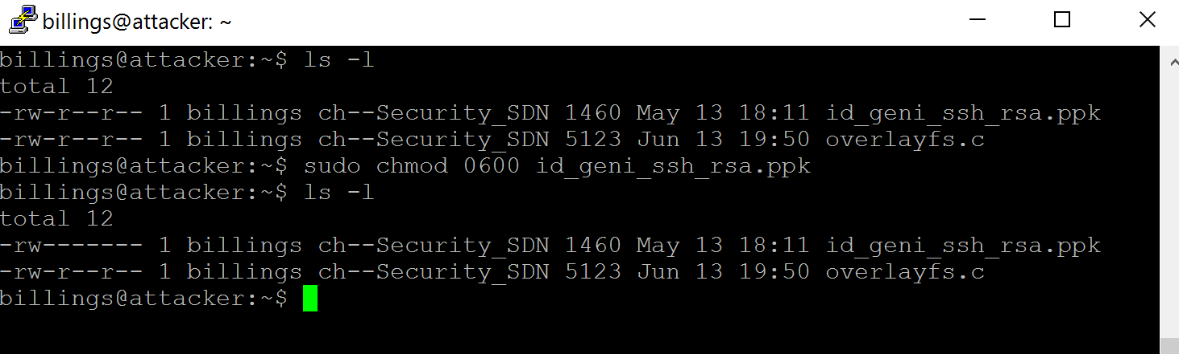 billings@attacker: ~
billings@attacker:~$ ls -l
total 12
-rw-r--r-- 1 billings ch--Security_SDN 1460 May 13 18:11 id_geni_ssh_rsa.ppk
-rw-r--r-- 1 billings ch--Security_SDN 5123 Jun 13 19:50 overlayfs.c
billings@attacker:~$ sudo chmod 0600 id_geni_ssh_rsa.ppk
billings@attacker:~$ ls -l
total 12
-rw------- 1 billings ch--Security_SDN 1460 May 13 18:11 id_geni_ssh_rsa.ppk
-rw-r--r-- 1 billings ch--Security_SDN 5123 Jun 13 19:50 overlayfs.c
billings@attacker:~$